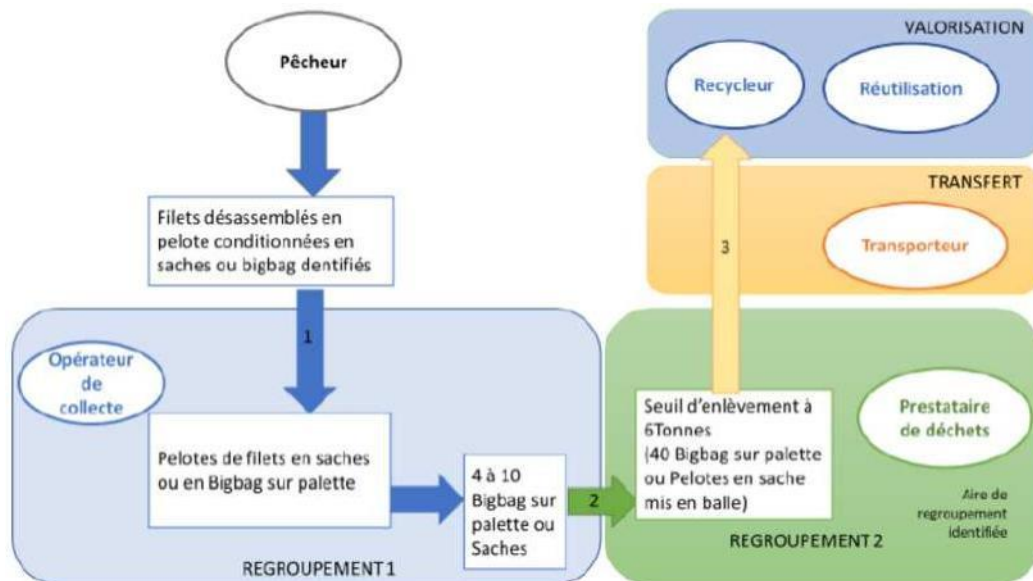 Pêcheur
Filets désassemblés en
pelote conditionnées en
saches ou bigbag dentifiés
1
Opérateur
de
collecte
Pelotes de filets en saches
ou en Bigbag sur palette
4 à 10
Bigbag sur
palette ou
Saches
REGROUPEMENT 1
2
Seuil d'enlèvement à
6Tonnes
(40 Bigbag sur palette
ou Pelotes en sache
mis en balle)
Prestataire
de déchets
Aire de
regroupement
identifiée
REGROUPEMENT 2
3
TRANSFERT
Transporteur
VALORISATION
Recycleur
Réutilisation